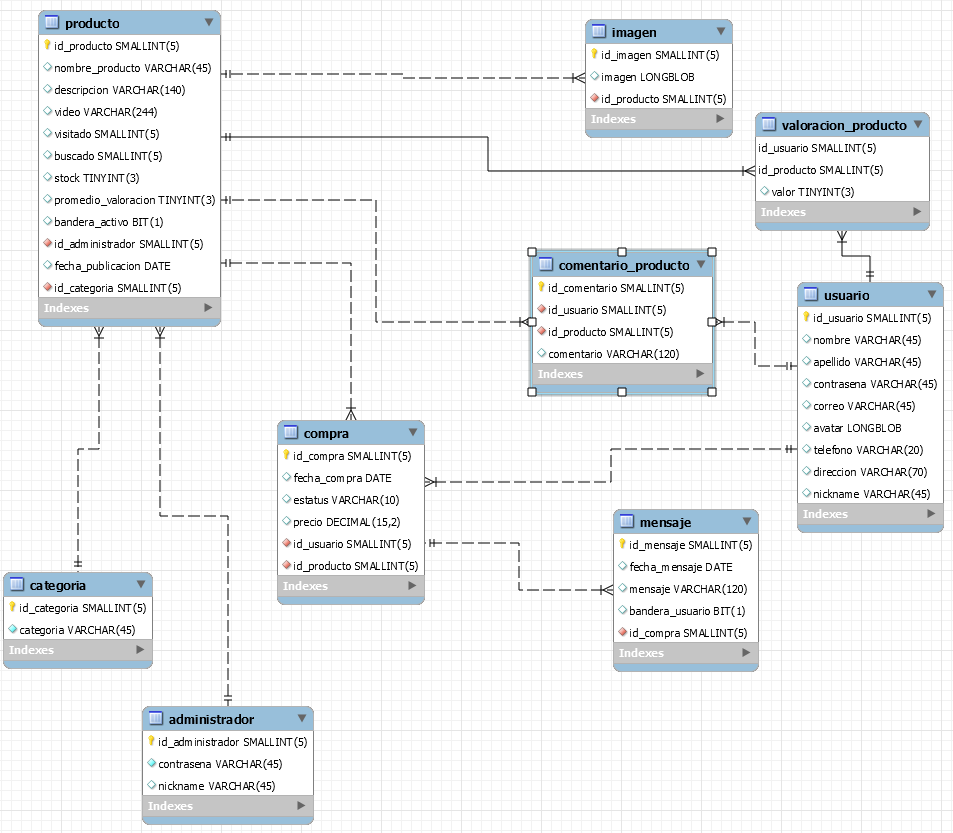 producto
id_producto SMALLINT(5)
nombre_producto VARCHAR(45)
descripcion VARCHAR(140)
video VARCHAR(244)
visitado SMALLINT(5)
buscado SMALLINT(5)
stock TINYINT(3)
promedio_valoracion TINYINT(3)
bandera_activo BIT(1)
id_administrador SMALLINT(5)
fecha_publicacion DATE
id_categoria SMALLINT(5)
Indexes
imagen
id_imagen SMALLINT(5)
imagen LONGBLOB
id_producto SMALLINT(5)
Indexes
valoracion_producto
id_usuario SMALLINT(5)
id_producto SMALLINT(5)
valor TINYINT(3)
Indexes
comentario_producto
id_comentario SMALLINT(5)
id_usuario SMALLINT(5)
id_producto SMALLINT(5)
comentario VARCHAR(120)
Indexes
usuario
id_usuario SMALLINT(5)
nombre VARCHAR(45)
apellido VARCHAR(45)
contrasena VARCHAR(45)
correo VARCHAR(45)
avatar LONGBLOB
telefono VARCHAR(20)
direccion VARCHAR(70)
nickname VARCHAR(45)
Indexes
compra
id_compra SMALLINT(5)
fecha_compra DATE
estatus VARCHAR(10)
precio DECIMAL(15,2)
id_usuario SMALLINT(5)
id_producto SMALLINT(5)
Indexes
mensaje
id_mensaje SMALLINT(5)
fecha_mensaje DATE
mensaje VARCHAR(120)
bandera_usuario BIT(1)
id_compra SMALLINT(5)
Indexes
categoria
id_categoria SMALLINT(5)
categoria VARCHAR(45)
Indexes
administrador
id_administrador SMALLINT(5)
contrasena VARCHAR(45)
nickname VARCHAR(45)
Indexes